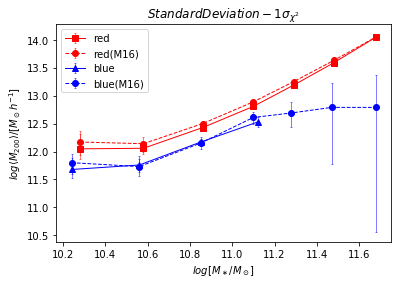 StandardDeviation − 1σχ²
log⟨M200⟩/[M⊙h⁻¹]
14.0
13.5
13.0
12.5
12.0
11.5
11.0
10.5
red
red(M16)
blue
blue(M16)
10.2 10.4 10.6 10.8 11.0 11.2 11.4 11.6
log[M∗/M⊙]